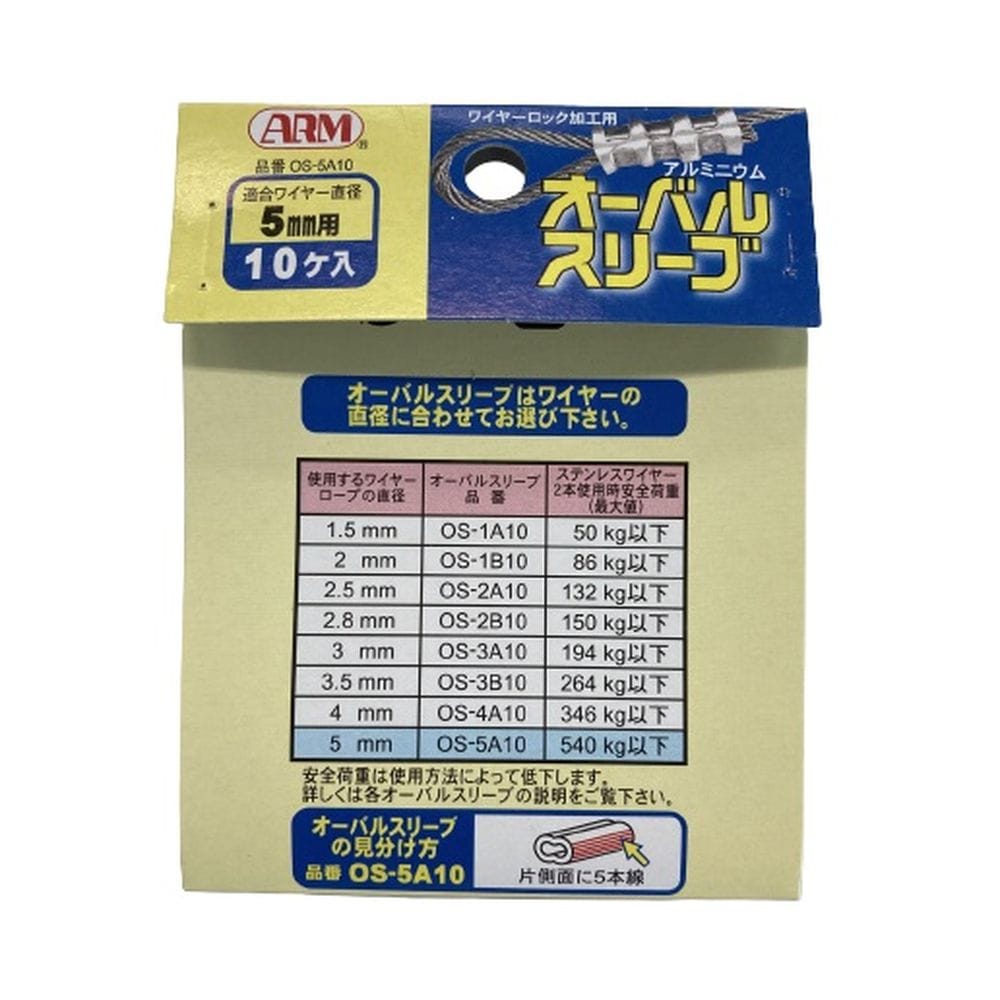 ARM®
品番 OS-5A10
適合ワイヤー直径
5mm用
10ケ入
ワイヤーロック加工用
アルミニウム
オーバル
スリーブ
オーバルスリーブはワイヤーの
直径に合わせてお選び下さい。
使用するワイヤー
ロープの直径
オーバルスリーブ
品 番
ステンレスワイヤー
2本使用時安全荷重
(最大値)
1.5 mm OS-1A10 50 kg以下
2 mm OS-1B10 86 kg以下
2.5 mm OS-2A10 132 kg以下
2.8 mm OS-2B10 150 kg以下
3 mm OS-3A10 194 kg以下
3.5 mm OS-3B10 264 kg以下
4 mm OS-4A10 346 kg以下
5 mm OS-5A10 540 kg以下
安全荷重は使用方法によって低下します。
詳しくは各オーバルスリーブの説明をご覧下さい。
オーバルスリーブ
の見分け方
品番 OS-5A10
片側面に5本線